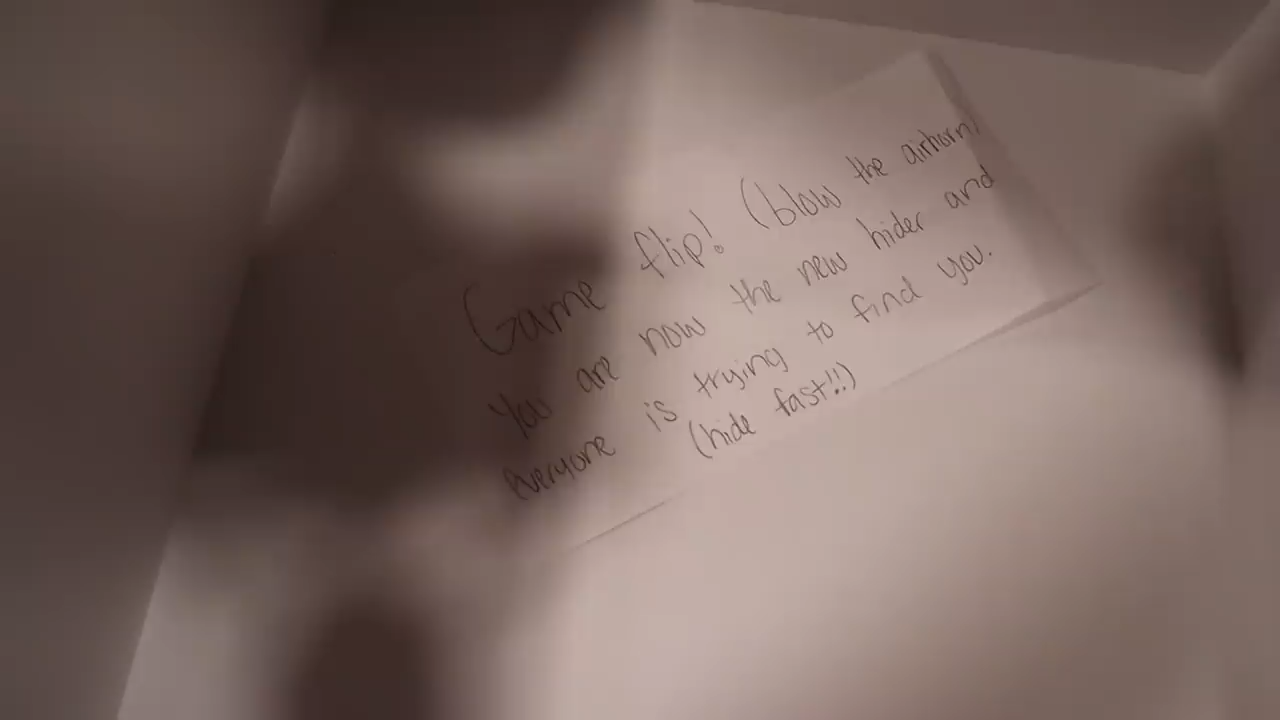 Game flip! (blow the airhorn)
You are now the new hider and
everyone is trying to find you.
(hide fast!!)